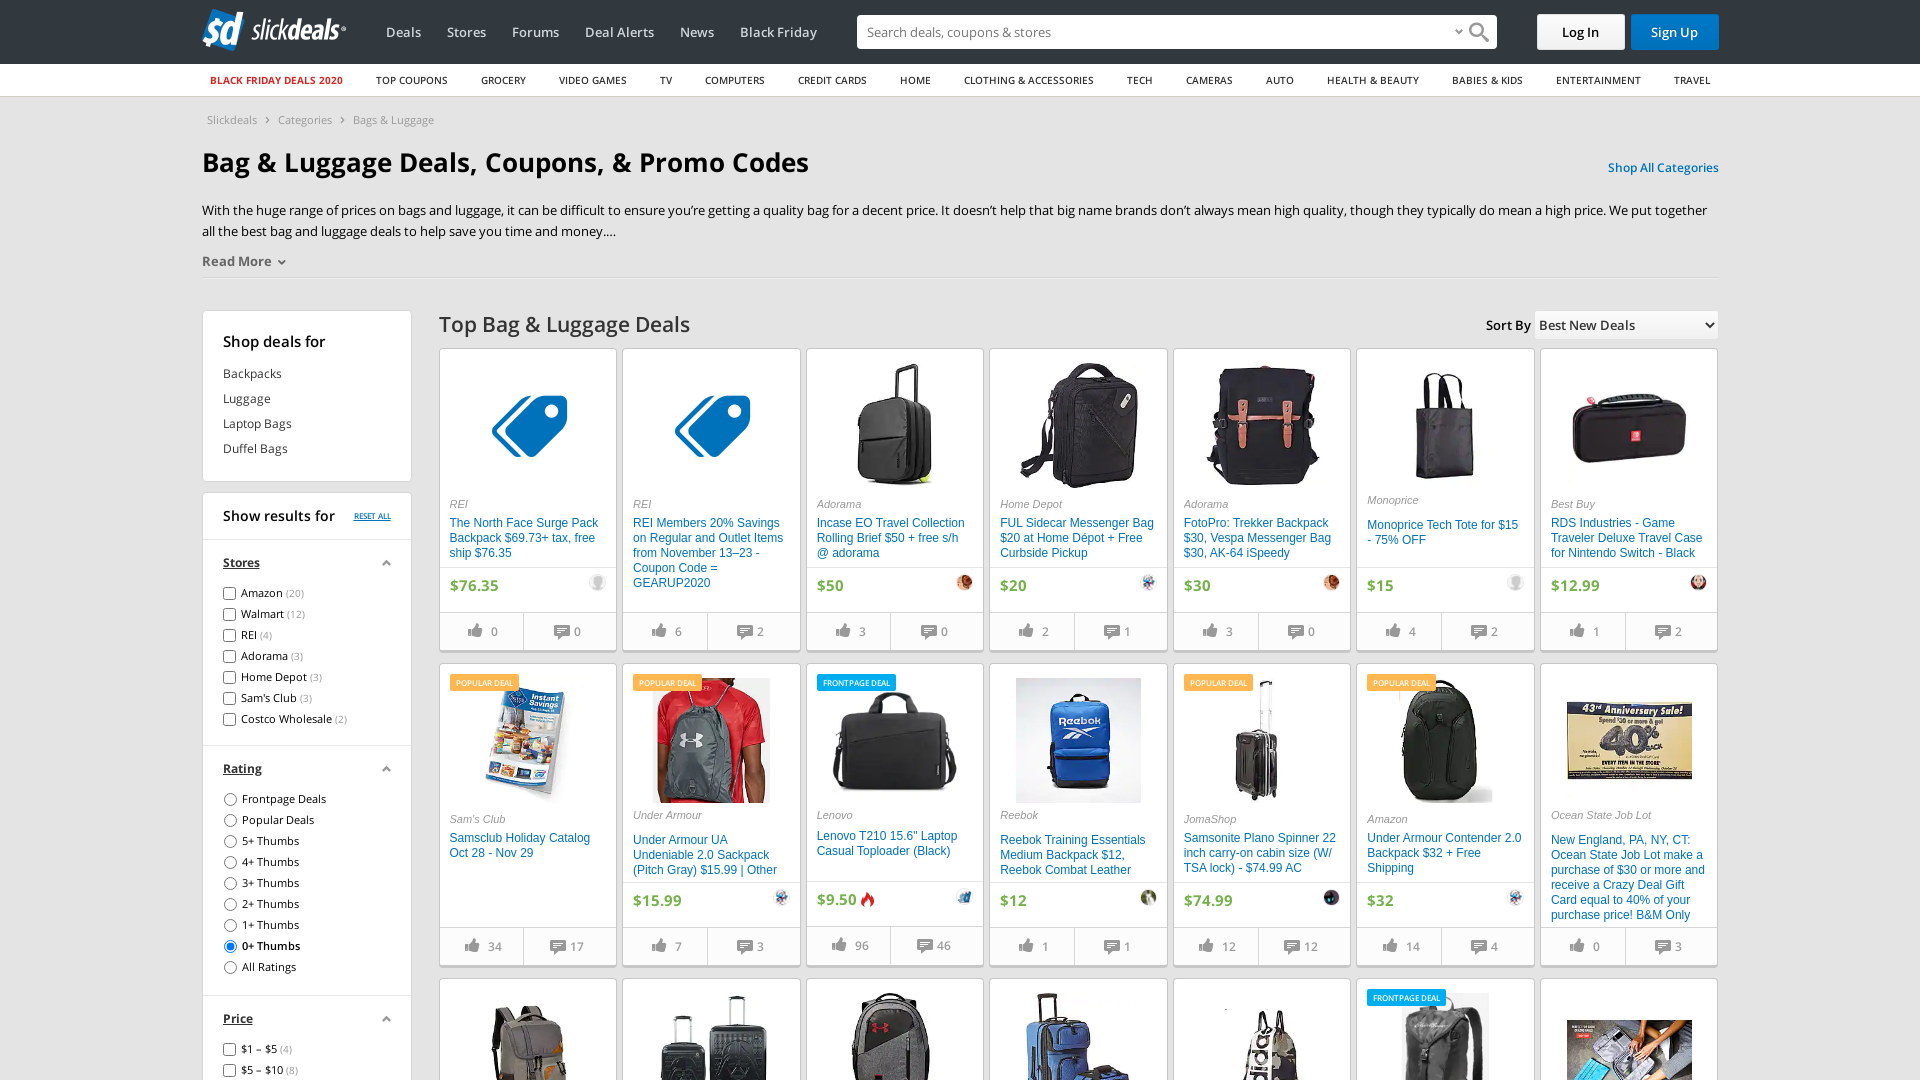 slickdeals
Deals
Stores
Forums
Deal Alerts
News
Black Friday
Search deals, coupons & stores
Log In
Sign Up
BLACK FRIDAY DEALS 2020
TOP COUPONS
GROCERY
VIDEO GAMES
TV
COMPUTERS
CREDIT CARDS
HOME
CLOTHING & ACCESSORIES
TECH
CAMERAS
AUTO
HEALTH & BEAUTY
BABIES & KIDS
ENTERTAINMENT
TRAVEL
Slickdeals
Categories
Bags & Luggage
Bag & Luggage Deals, Coupons, & Promo Codes
Shop All Categories
With the huge range of prices on bags and luggage, it can be difficult to ensure you’re getting a quality bag for a decent price. It doesn’t help that big name brands don’t always mean high quality, though they typically do mean a high price. We put together
all the best bag and luggage deals to help save you time and money.…
Read More
Shop deals for
Backpacks
Luggage
Laptop Bags
Duffel Bags
Show results for
RESET ALL
Stores
Amazon (20)
Walmart (12)
REI (4)
Adorama (3)
Home Depot (3)
Sam's Club (3)
Costco Wholesale (2)
Rating
Frontpage Deals
Popular Deals
5+ Thumbs
4+ Thumbs
3+ Thumbs
2+ Thumbs
1+ Thumbs
0+ Thumbs
All Ratings
Price
$1 – $5 (4)
$5 – $10 (8)
Top Bag & Luggage Deals
Sort By
Best New Deals
REI
The North Face Surge Pack
Backpack $69.73+ tax, free
ship $76.35
$76.35
0
0
REI
REI Members 20% Savings
on Regular and Outlet Items
from November 13–23 -
Coupon Code =
GEARUP2020
6
2
Adorama
Incase EO Travel Collection
Rolling Brief $50 + free s/h
@ adorama
$50
3
0
Home Depot
FUL Sidecar Messenger Bag
$20 at Home Dépot + Free
Curbside Pickup
$20
2
1
Adorama
FotoPro: Trekker Backpack
$30, Vespa Messenger Bag
$30, AK-64 iSpeedy
$30
3
0
Monoprice
Monoprice Tech Tote for $15
- 75% OFF
$15
4
2
Best Buy
RDS Industries - Game
Traveler Deluxe Travel Case
for Nintendo Switch - Black
$12.99
1
2
POPULAR DEAL
Instant
Savings
Sam's Club
Samsclub Holiday Catalog
Oct 28 - Nov 29
34
17
POPULAR DEAL
Under Armour
Under Armour UA
Undeniable 2.0 Sackpack
(Pitch Gray) $15.99 | Other
$15.99
7
3
FRONTPAGE DEAL
Lenovo
Lenovo T210 15.6" Laptop
Casual Toploader (Black)
$9.50
96
46
Reebok
Reebok
Reebok Training Essentials
Medium Backpack $12,
Reebok Combat Leather
$12
1
1
POPULAR DEAL
JomaShop
Samsonite Plano Spinner 22
inch carry-on cabin size (W/
TSA lock) - $74.99 AC
$74.99
12
12
POPULAR DEAL
Amazon
Under Armour Contender 2.0
Backpack $32 + Free
Shipping
$32
14
4
43rd Anniversary Sale!
Spend $30 or more & get
40%
BACK
EVERY ITEM IN THE STORE*
Ocean State Job Lot
New England, PA, NY, CT:
Ocean State Job Lot make a
purchase of $30 or more and
receive a Crazy Deal Gift
Card equal to 40% of your
purchase price! B&M Only
0
3
adidas
FRONTPAGE DEAL